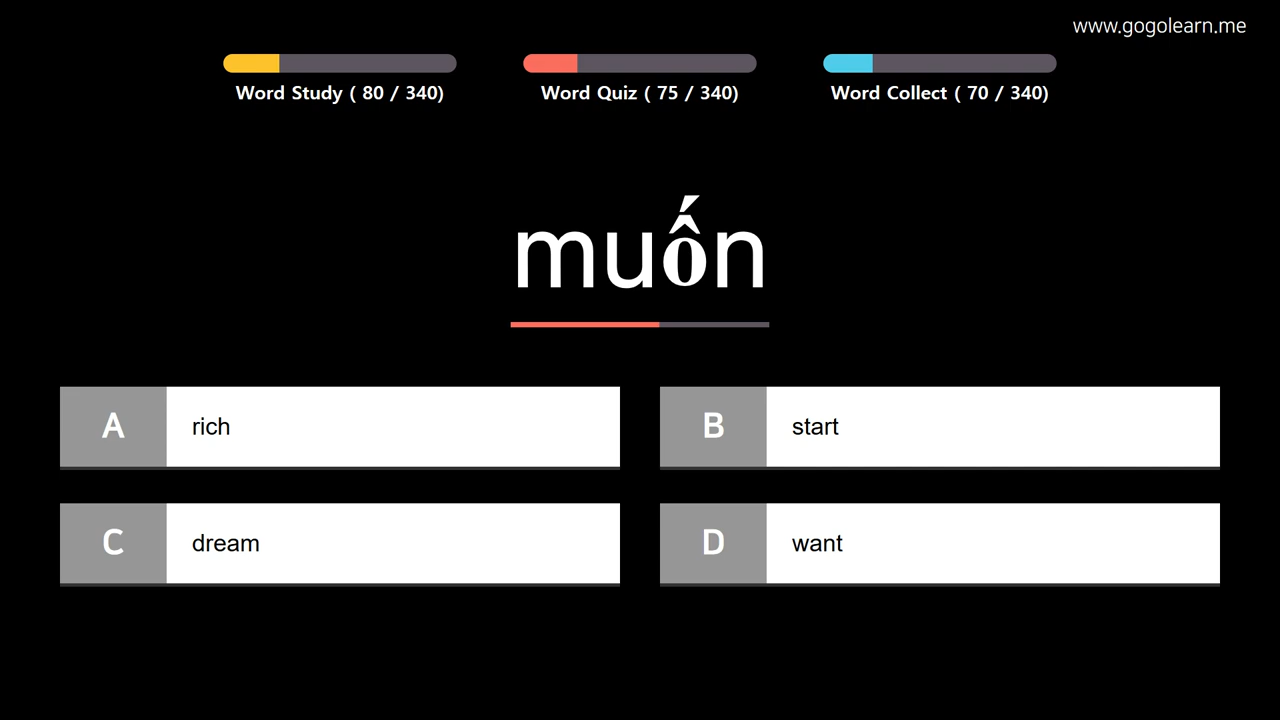 www.gogolearn.me
Word Study ( 80 / 340)
Word Quiz ( 75 / 340)
Word Collect ( 70 / 340)
muốn
A rich
B start
C dream
D want